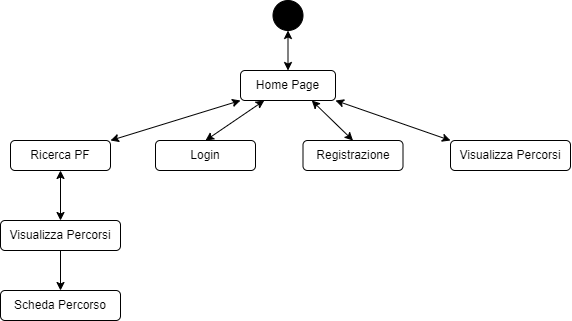 Home Page
Ricerca PF
Login
Registrazione
Visualizza Percorsi
Visualizza Percorsi
Scheda Percorso